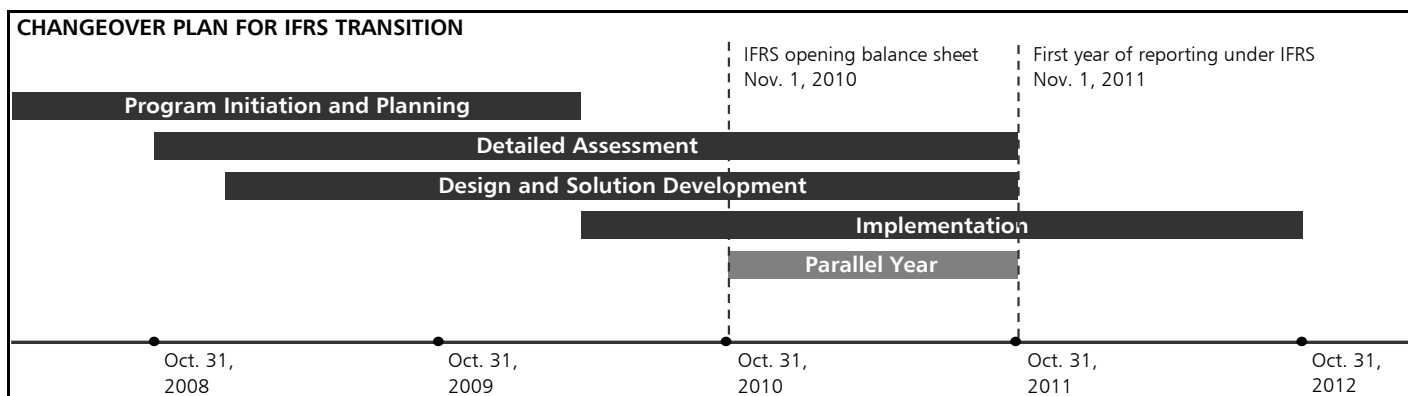 CHANGEOVER PLAN FOR IFRS TRANSITION
IFRS opening balance sheet
Nov. 1, 2010
First year of reporting under IFRS
Nov. 1, 2011
Program Initiation and Planning
Detailed Assessment
Design and Solution Development
Implementation
Parallel Year
Oct. 31,
2008
Oct. 31,
2009
Oct. 31,
2010
Oct. 31,
2011
Oct. 31,
2012